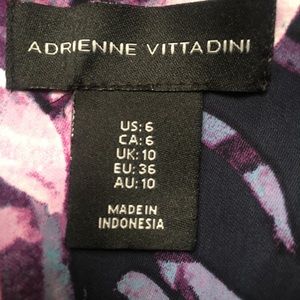 ADRIENNE VITTADINI
US: 6
CA: 6
UK: 10
EU: 36
AU: 10
MADE IN
INDONESIA